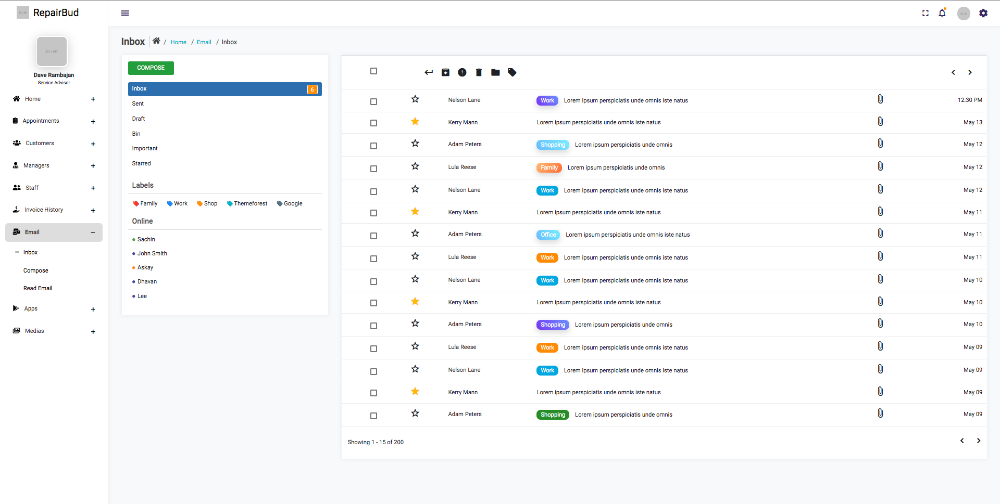 RepairBud
Dave Rambajan
Service Advisor
Home +
Appointments +
Customers +
Managers +
Staff +
Invoice History +
Email −
− Inbox
Compose
Read Email
Apps +
Medias +
Inbox / Home / Email / Inbox
COMPOSE
Inbox 6
Sent
Draft
Bin
Important
Starred
Labels
Family Work Shop Themeforest Google
Online
Sachin
John Smith
Askay
Dhavan
Lee
Nelson Lane Work Lorem ipsum perspiciatis unde omnis iste natus 12:30 PM
Kerry Mann Lorem ipsum perspiciatis unde omnis iste natus May 13
Adam Peters Shopping Lorem ipsum perspiciatis unde omnis May 12
Lula Reese Family Lorem ipsum perspiciatis unde omnis May 12
Nelson Lane Work Lorem ipsum perspiciatis unde omnis iste natus May 12
Kerry Mann Lorem ipsum perspiciatis unde omnis iste natus May 11
Adam Peters Office Lorem ipsum perspiciatis unde omnis iste natus May 11
Lula Reese Work Lorem ipsum perspiciatis unde omnis iste natus May 11
Nelson Lane Work Lorem ipsum perspiciatis unde omnis iste natus May 10
Kerry Mann Lorem ipsum perspiciatis unde omnis iste natus May 10
Adam Peters Shopping Lorem ipsum perspiciatis unde omnis May 10
Lula Reese Work Lorem ipsum perspiciatis unde omnis iste natus May 09
Nelson Lane Work Lorem ipsum perspiciatis unde omnis iste natus May 09
Kerry Mann Lorem ipsum perspiciatis unde omnis iste natus May 09
Adam Peters Shopping Lorem ipsum perspiciatis unde omnis May 09
Showing 1 - 15 of 200